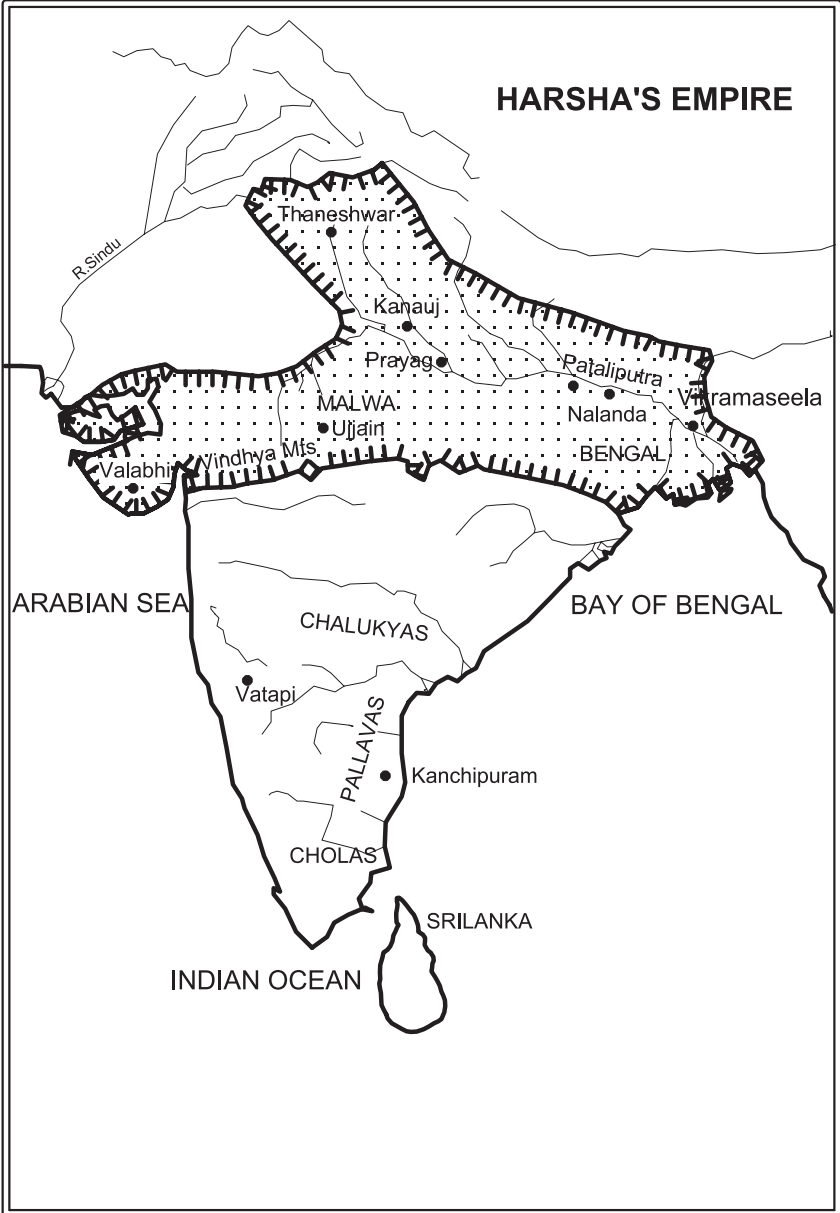 HARSHA'S EMPIRE
Thaneshwar
R.Sindu
Kanauj
Prayag
Pataliputra
MALWA
Nalanda
Vikramaseela
Ujjain
BENGAL
Vindhya Mts
Valabhi
ARABIAN SEA
BAY OF BENGAL
CHALUKYAS
Vatapi
PALLAVAS
Kanchipuram
CHOLAS
SRILANKA
INDIAN OCEAN